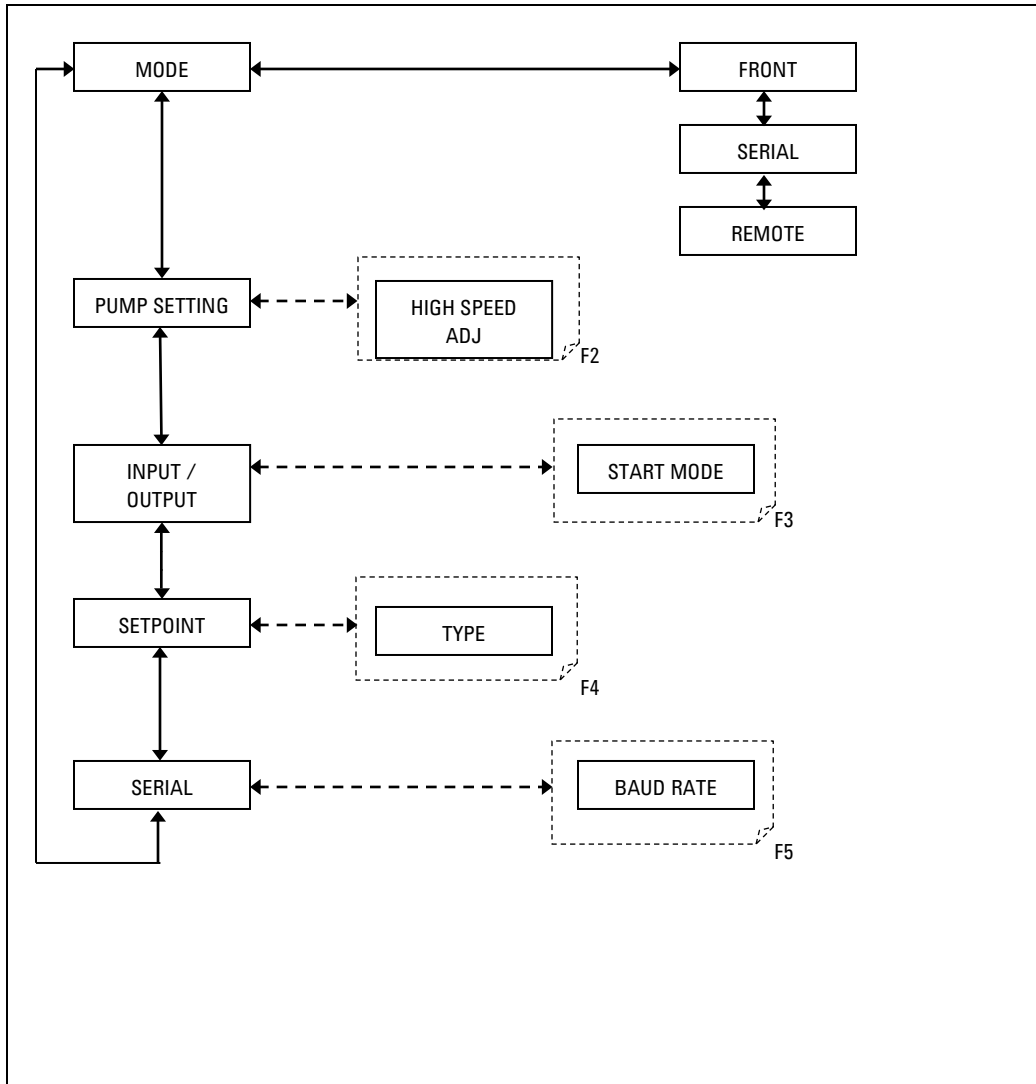 MODE
FRONT
SERIAL
REMOTE
PUMP SETTING
HIGH SPEED
ADJ
F2
INPUT /
OUTPUT
START MODE
F3
SETPOINT
TYPE
F4
SERIAL
BAUD RATE
F5